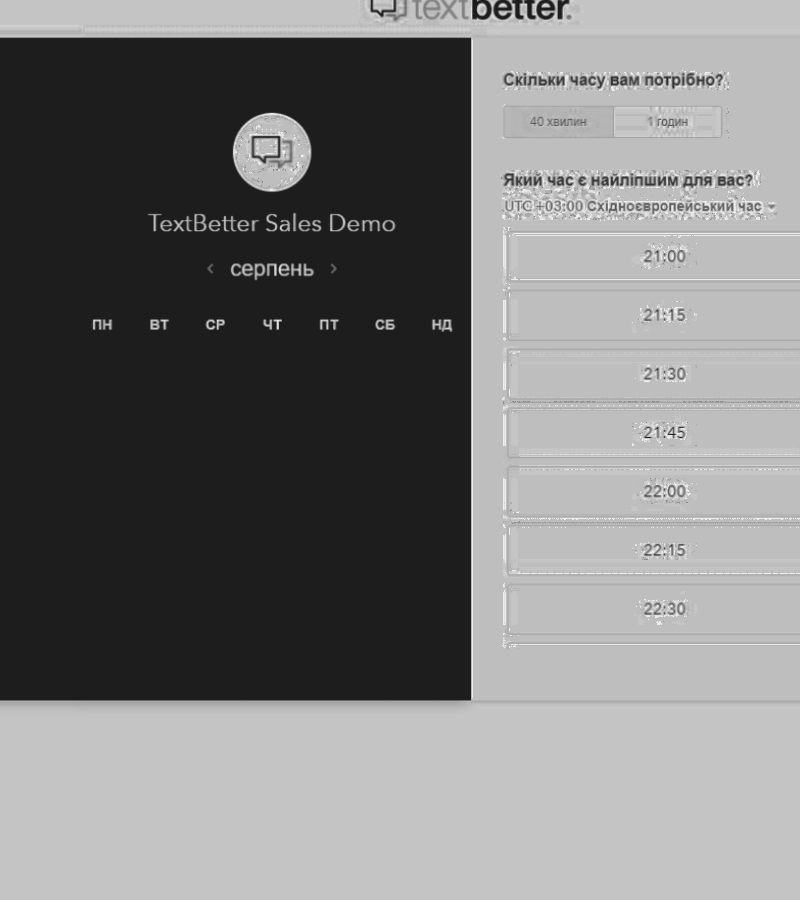 textbetter.
TextBetter Sales Demo
‹ серпень ›
ПН ВТ СР ЧТ ПТ СБ НД
Скільки часу вам потрібно?
40 хвилин 1 годин
Який час є найліпшим для вас?
UTC +03:00 Східноєвропейський час
21:00
21:15
21:30
21:45
22:00
22:15
22:30